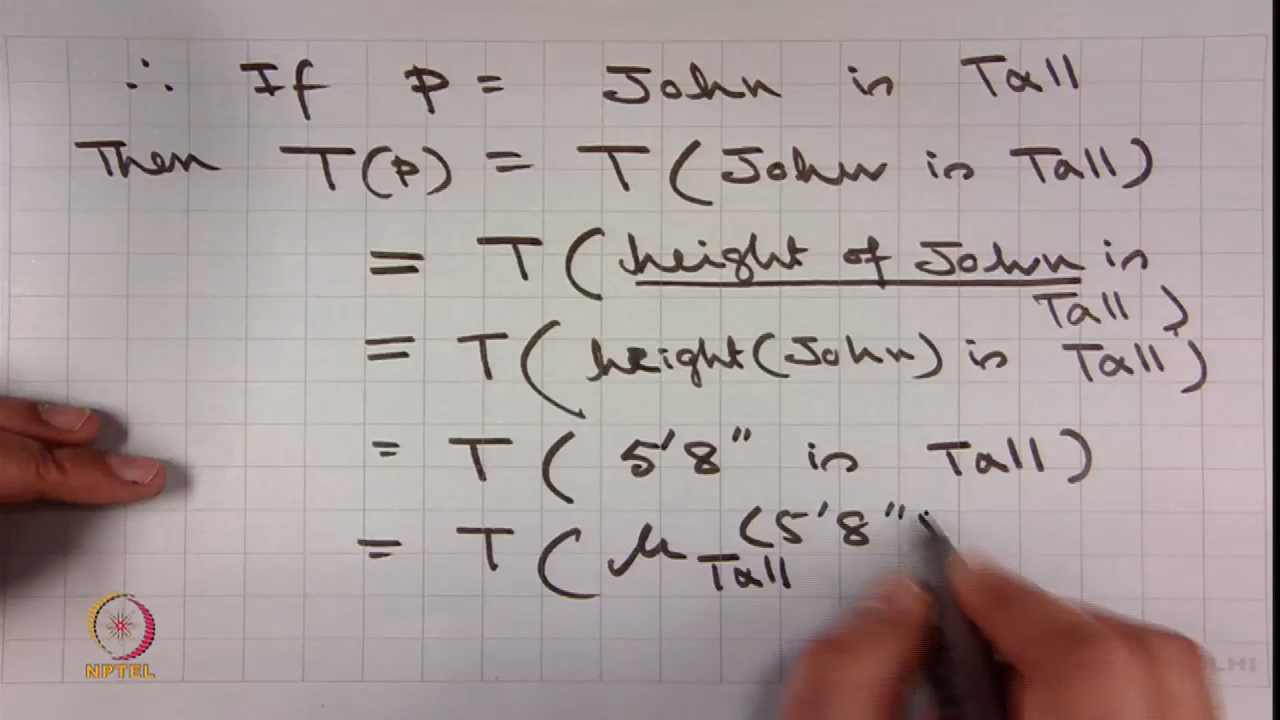 ∴ If p = John is Tall
Then T(p) = T(John is Tall)
= T(height of John is
Tall)
= T(height(John) is Tall)
= T(5'8" is Tall)
= T(μ_Tall (5'8")
NPTEL